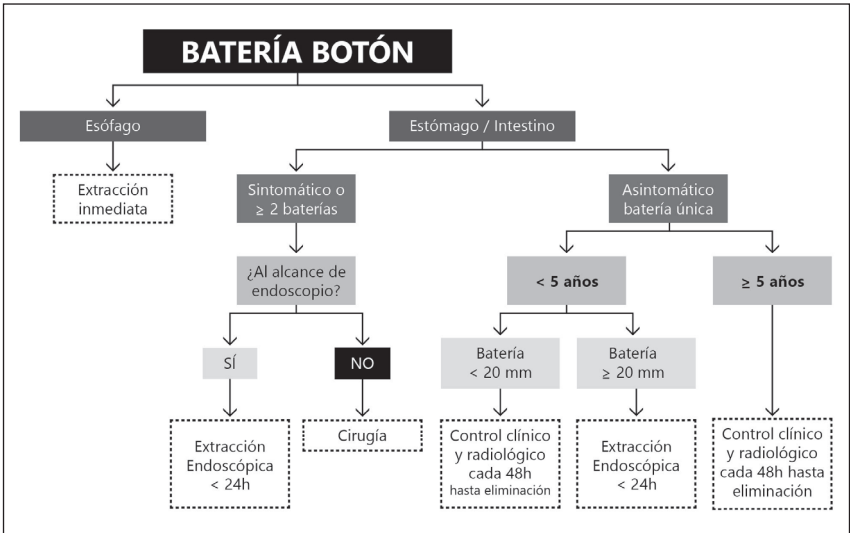 BATERÍA BOTÓN
Esófago
Estómago / Intestino
Extracción
inmediata
Sintomático o
≥ 2 baterías
Asintomático
batería única
¿Al alcance de
endoscopio?
< 5 años
≥ 5 años
SÍ
NO
Batería
< 20 mm
Batería
≥ 20 mm
Extracción
Endoscópica
< 24h
Cirugía
Control clínico
y radiológico
cada 48h
hasta eliminación
Extracción
Endoscópica
< 24h
Control clínico
y radiológico
cada 48h hasta
eliminación